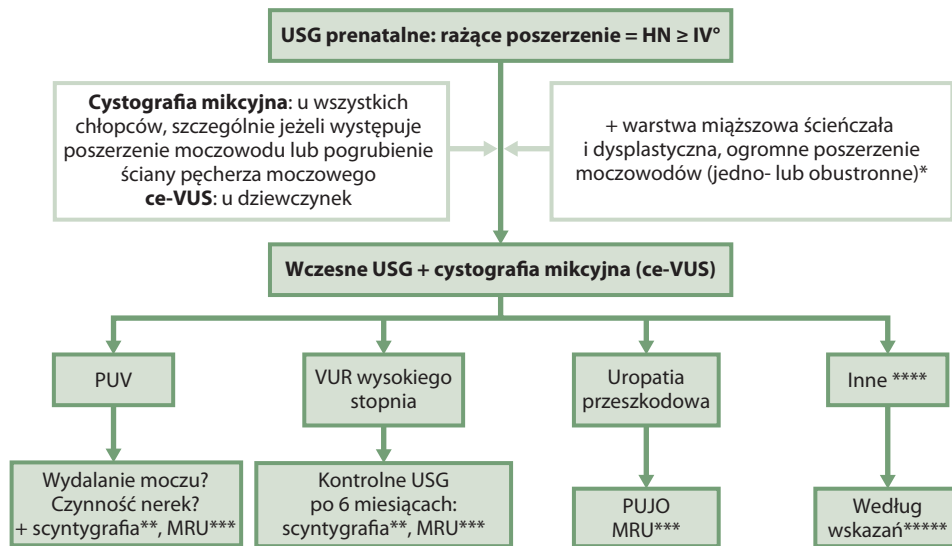 USG prenatalne: rażące poszerzenie = HN ≥ IV°
Cystografia mikcyjna: u wszystkich
chłopców, szczególnie jeżeli występuje
poszerzenie moczowodu lub pogrubienie
ściany pęcherza moczowego
ce-VUS: u dziewczynek
+ warstwa miąższowa ścieńczała
i dysplastyczna, ogromne poszerzenie
moczowodów (jedno- lub obustronne)*
Wczesne USG + cystografia mikcyjna (ce-VUS)
PUV
VUR wysokiego
stopnia
Uropatia
przeszkodowa
Inne ****
Wydalanie moczu?
Czynność nerek?
+ scyntygrafia**, MRU***
Kontrolne USG
po 6 miesiącach:
scyntygrafia**, MRU***
PUJO
MRU***
Według
wskazań*****